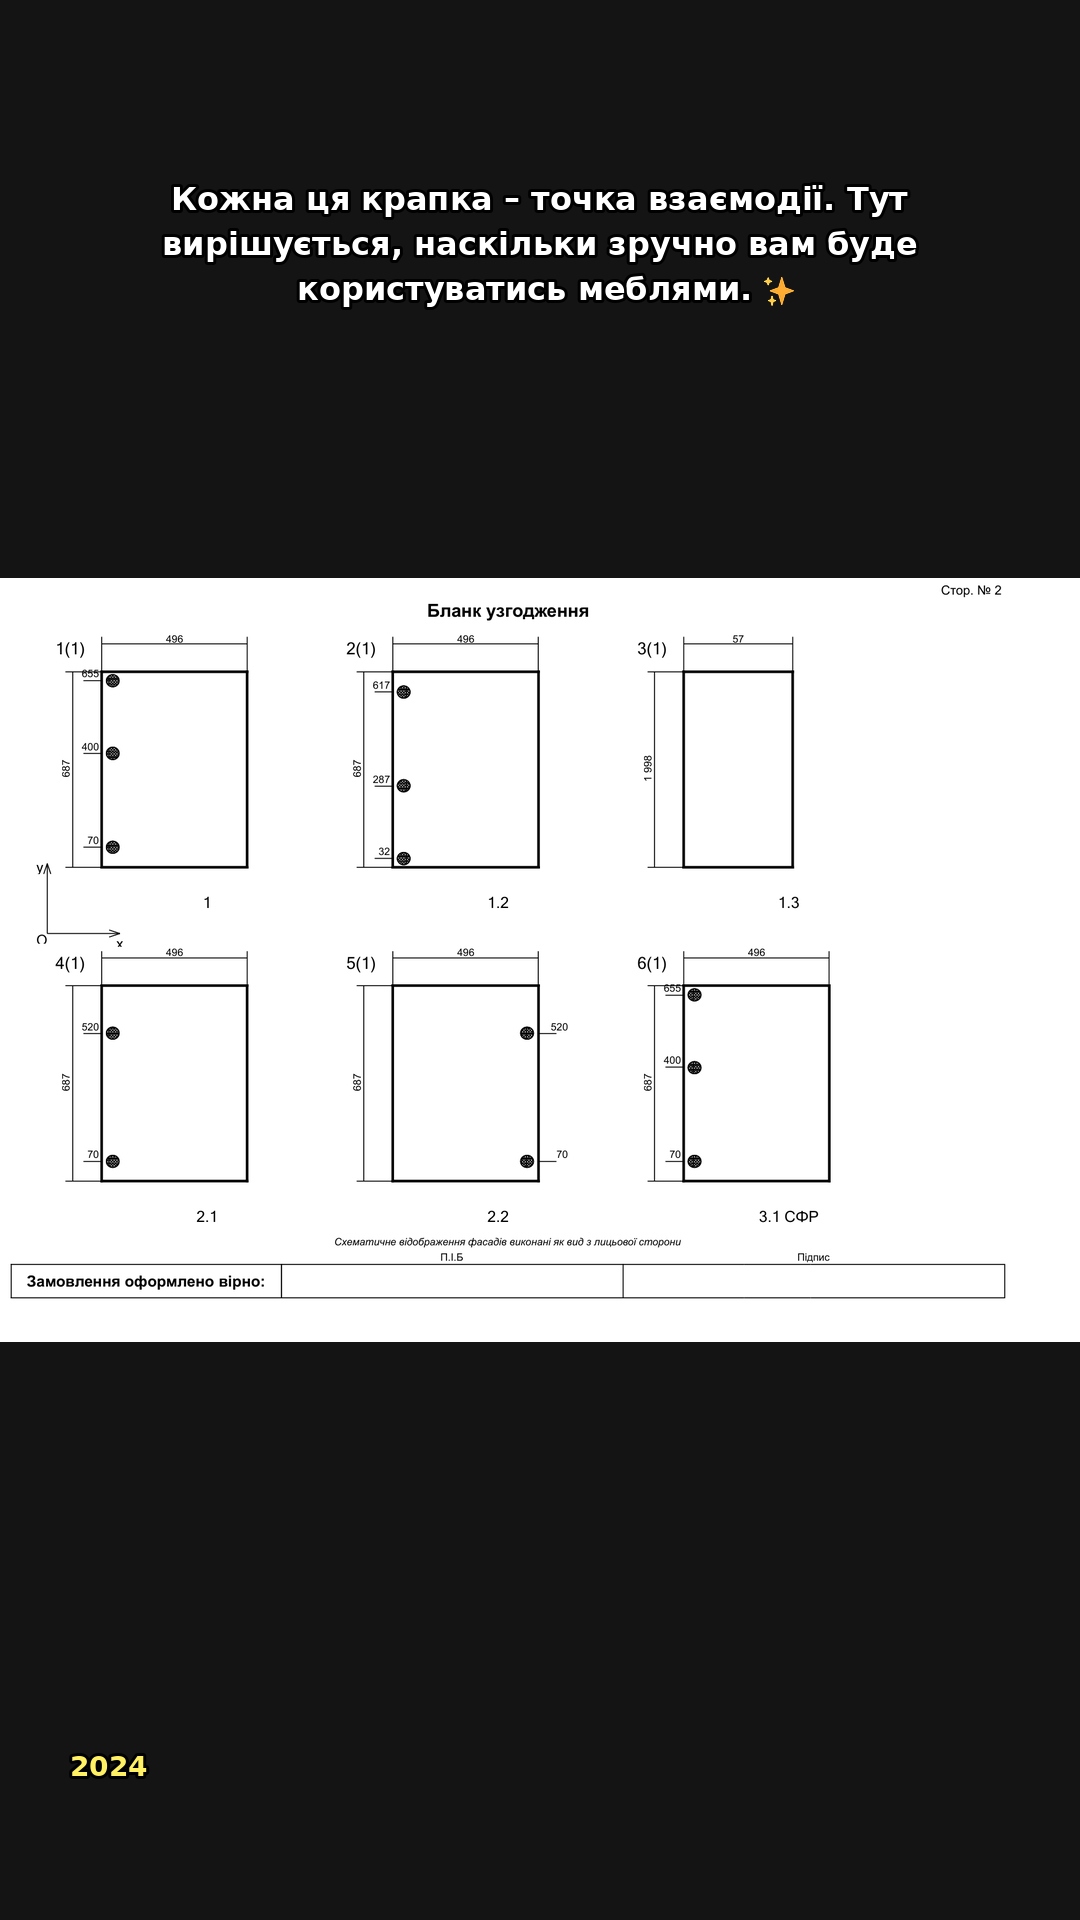 Кожна ця крапка – точка взаємодії. Тут
вирішується, наскільки зручно вам буде
користуватись меблями. ✨
Стор. № 2
Бланк узгодження
1(1)
496
655
400
70
687
1
2(1)
496
617
287
32
687
1.2
3(1)
57
1 998
1.3
y
O
x
4(1)
496
520
70
687
2.1
5(1)
496
520
70
687
2.2
6(1)
496
655
400
70
687
3.1 СФР
Схематичне відображення фасадів виконані як вид з лицьової сторони
П.І.Б
Підпис
Замовлення оформлено вірно:
2024